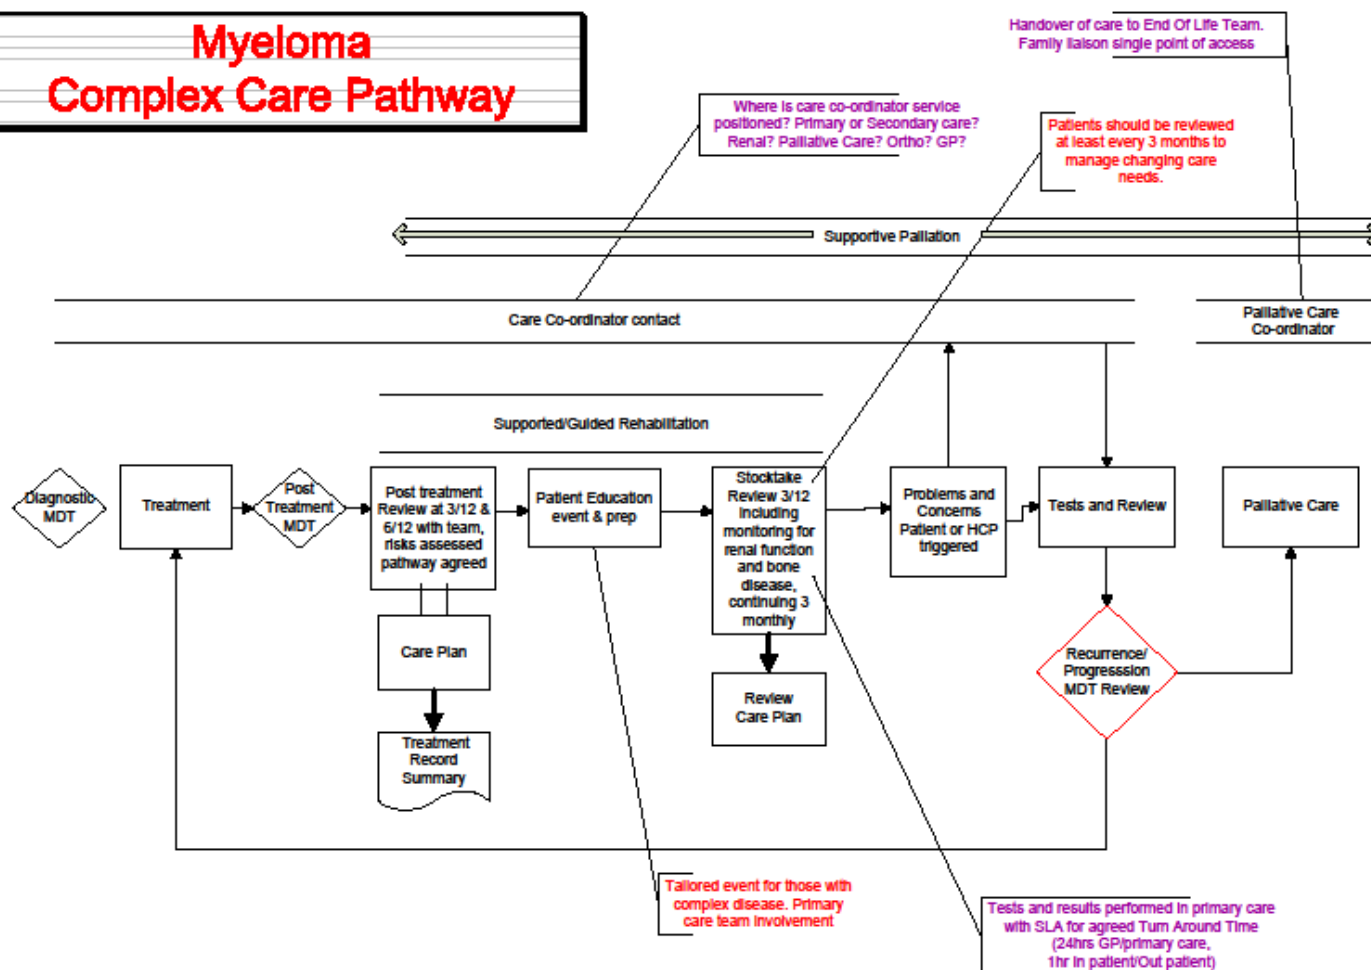 Myeloma
Complex Care Pathway
Handover of care to End Of Life Team.
Family liaison single point of access
Where is care co-ordinator service
positioned? Primary or Secondary care?
Renal? Palliative Care? Ortho? GP?
Patients should be reviewed
at least every 3 months to
manage changing care
needs.
Supportive Palliation
Care Co-ordinator contact
Palliative Care
Co-ordinator
Supported/Guided Rehabilitation
Diagnostic
MDT
Treatment
Post
Treatment
MDT
Post treatment
Review at 3/12 &
6/12 with team,
risks assessed
pathway agreed
Patient Education
event & prep
Stocktake
Review 3/12
including
monitoring for
renal function
and bone
disease,
continuing 3
monthly
Problems and
Concerns
Patient or HCP
triggered
Tests and Review
Palliative Care
Care Plan
Treatment
Record
Summary
Review
Care Plan
Recurrence/
Progresssion
MDT Review
Tailored event for those with
complex disease. Primary
care team involvement
Tests and results performed in primary care
with SLA for agreed Turn Around Time
(24hrs GP/primary care,
1hr in patient/Out patient)